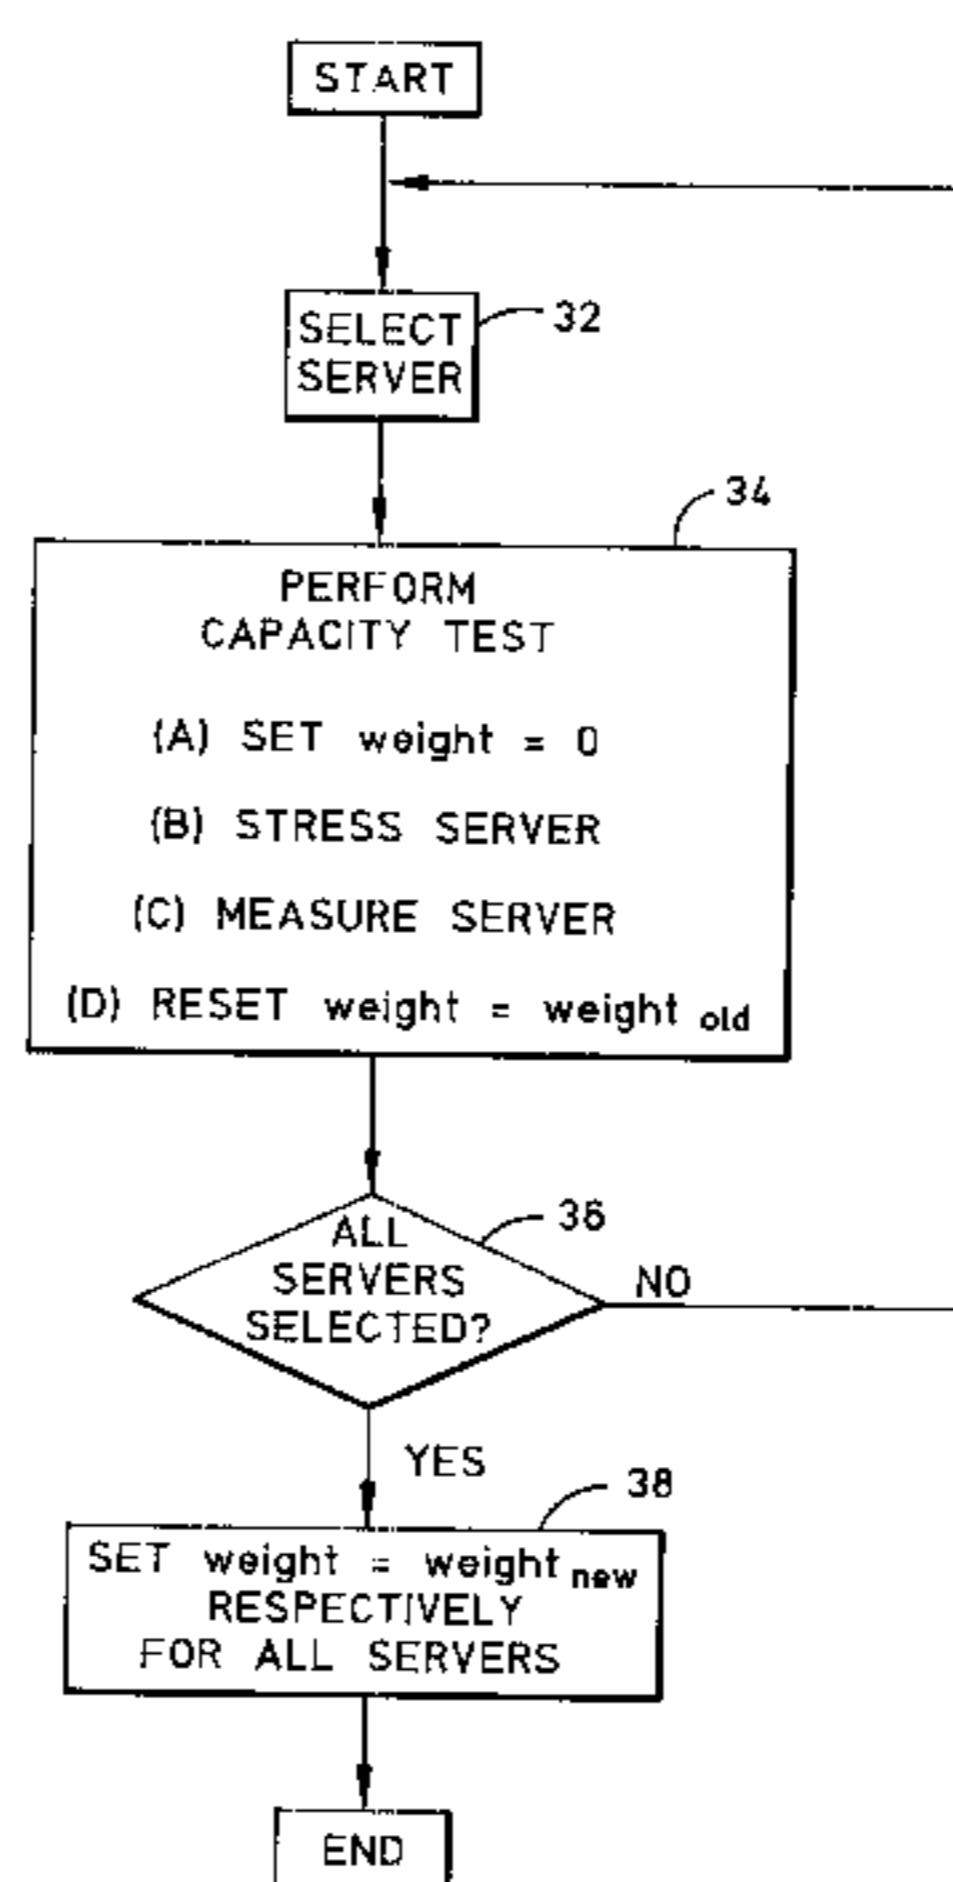 START
32
SELECT
SERVER
34
PERFORM
CAPACITY TEST
(A) SET weight = 0
(B) STRESS SERVER
(C) MEASURE SERVER
(D) RESET weight = weight old
36
ALL
SERVERS
SELECTED?
NO
YES
38
SET weight = weight new
RESPECTIVELY
FOR ALL SERVERS
END